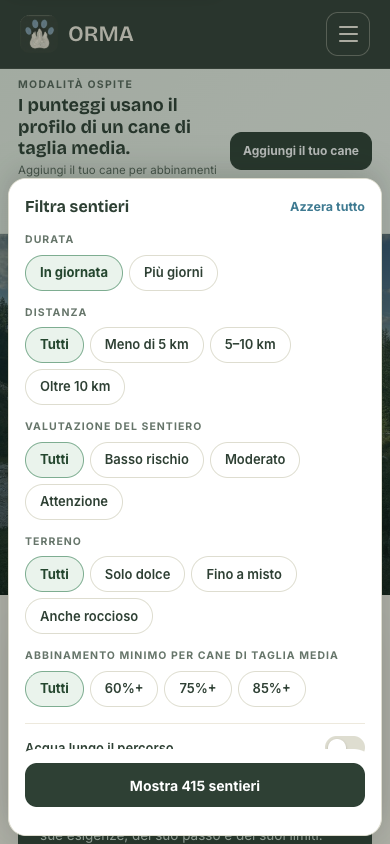 ORMA
MODALITÀ OSPITE
I punteggi usano il
profilo di un cane di
taglia media.
Aggiungi il tuo cane per abbinamenti
Aggiungi il tuo cane
Filtra sentieri
Azzera tutto
DURATA
In giornata
Più giorni
DISTANZA
Tutti
Meno di 5 km
5–10 km
Oltre 10 km
VALUTAZIONE DEL SENTIERO
Tutti
Basso rischio
Moderato
Attenzione
TERRENO
Tutti
Solo dolce
Fino a misto
Anche roccioso
ABBINAMENTO MINIMO PER CANE DI TAGLIA MEDIA
Tutti
60%+
75%+
85%+
Acqua lungo il percorso
Mostra 415 sentieri
sue esigenze, del suo passo e dei suoi limiti.